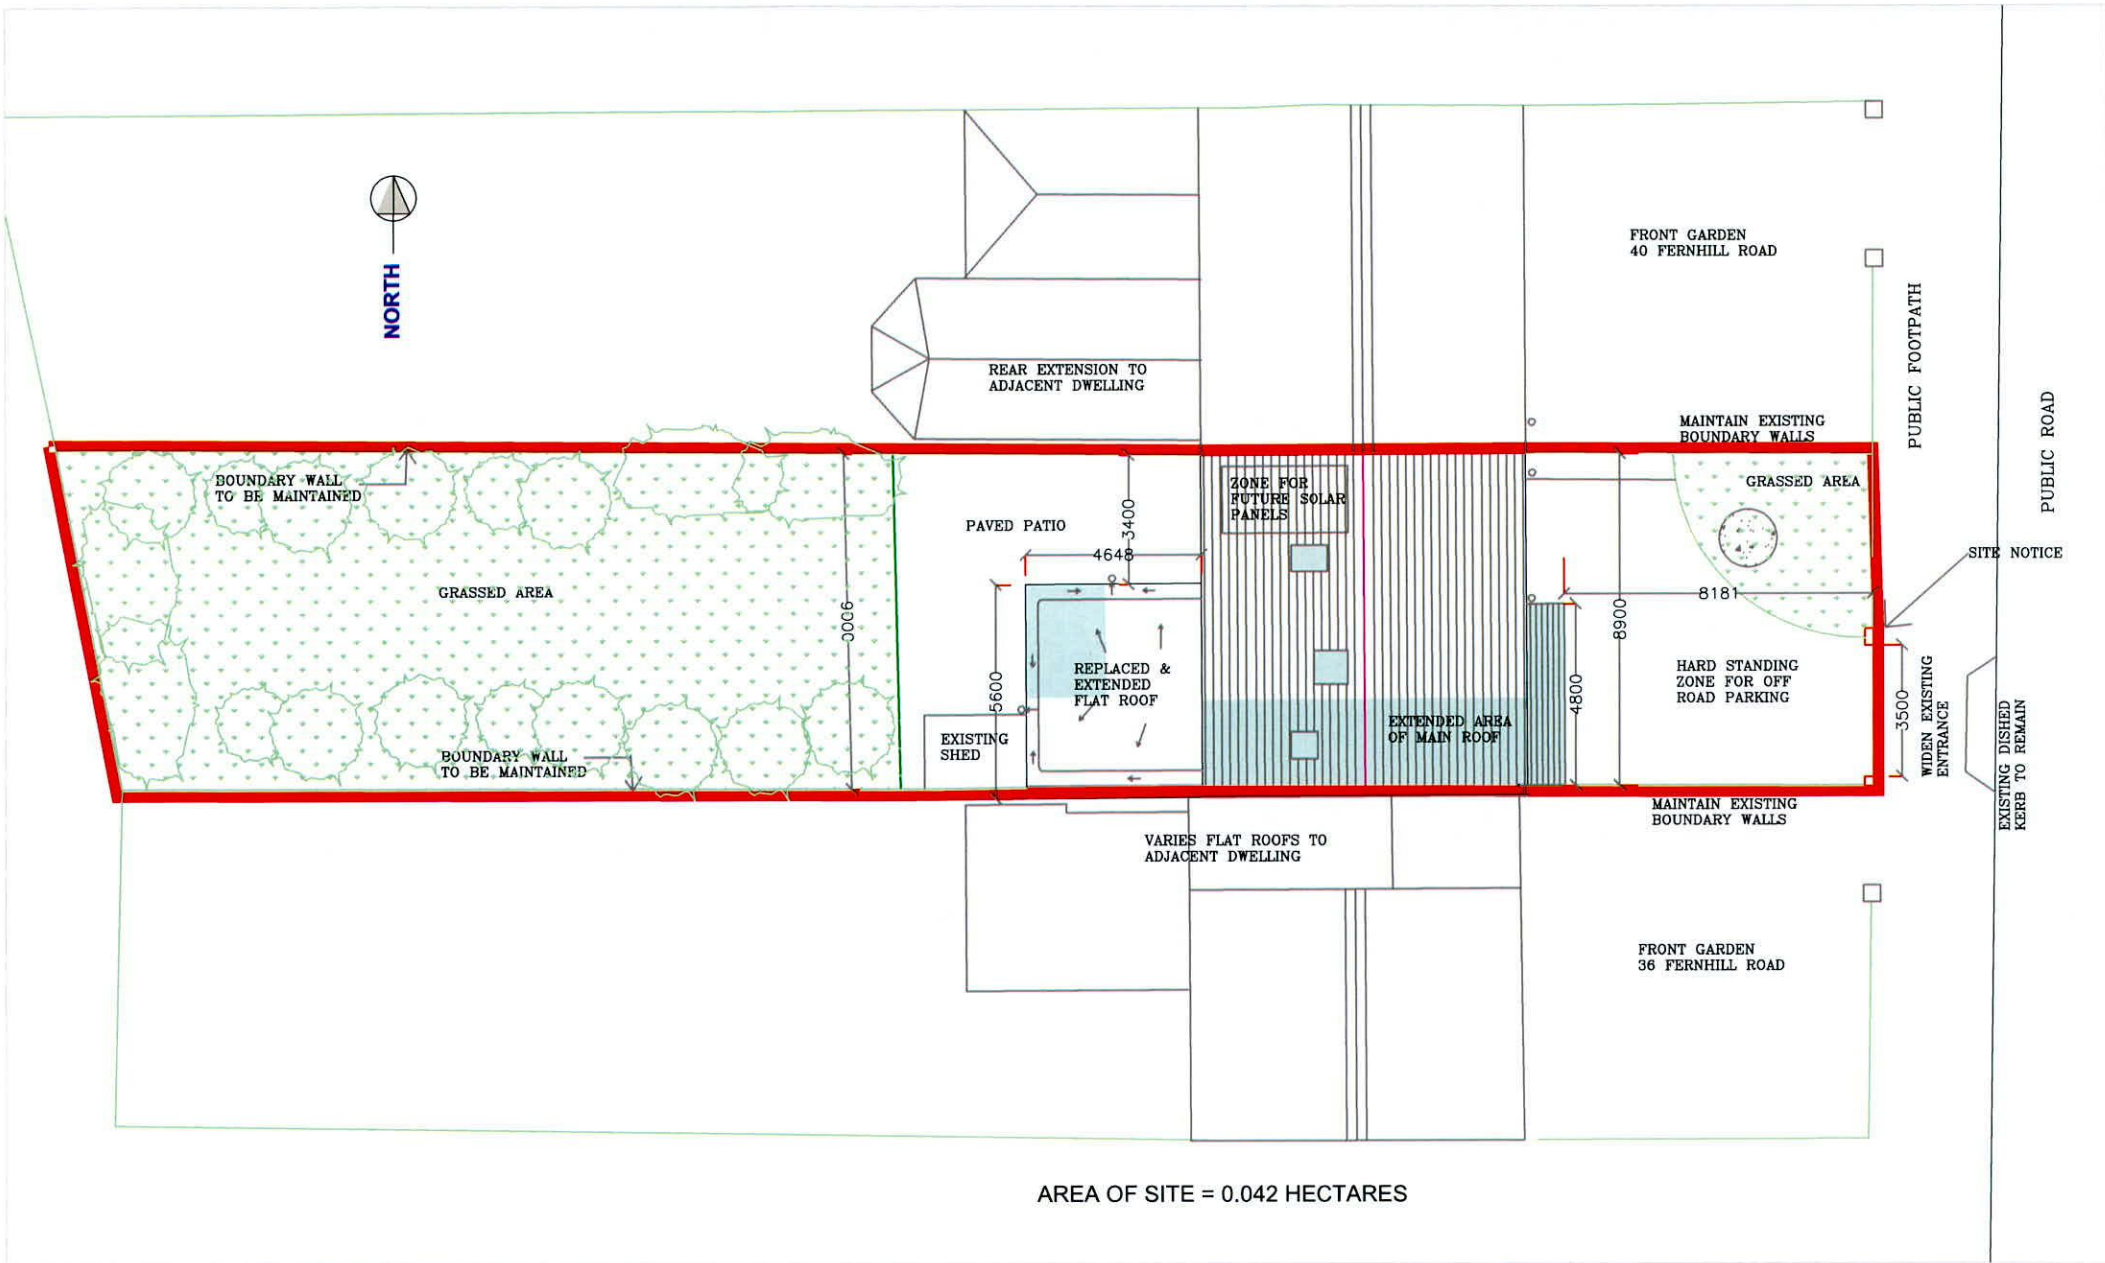 FRONT GARDEN
40 FERNHILL ROAD
NORTH
PUBLIC FOOTPATH
REAR EXTENSION TO
ADJACENT DWELLING
PUBLIC ROAD
MAINTAIN EXISTING
BOUNDARY WALLS
BOUNDARY WALL
TO BE MAINTAINED
ZONE FOR
FUTURE SOLAR
PANELS
GRASSED AREA
PAVED PATIO
3400
4648
SITE NOTICE
GRASSED AREA
8181
9000
8900
REPLACED &
EXTENDED
FLAT ROOF
HARD STANDING
ZONE FOR OFF
ROAD PARKING
5600
4800
3500
WIDEN EXISTING
ENTRANCE
EXISTING DISHED
KERB TO REMAIN
EXTENDED AREA
OF MAIN ROOF
EXISTING
SHED
BOUNDARY WALL
TO BE MAINTAINED
MAINTAIN EXISTING
BOUNDARY WALLS
VARIES FLAT ROOFS TO
ADJACENT DWELLING
FRONT GARDEN
36 FERNHILL ROAD
AREA OF SITE = 0.042 HECTARES